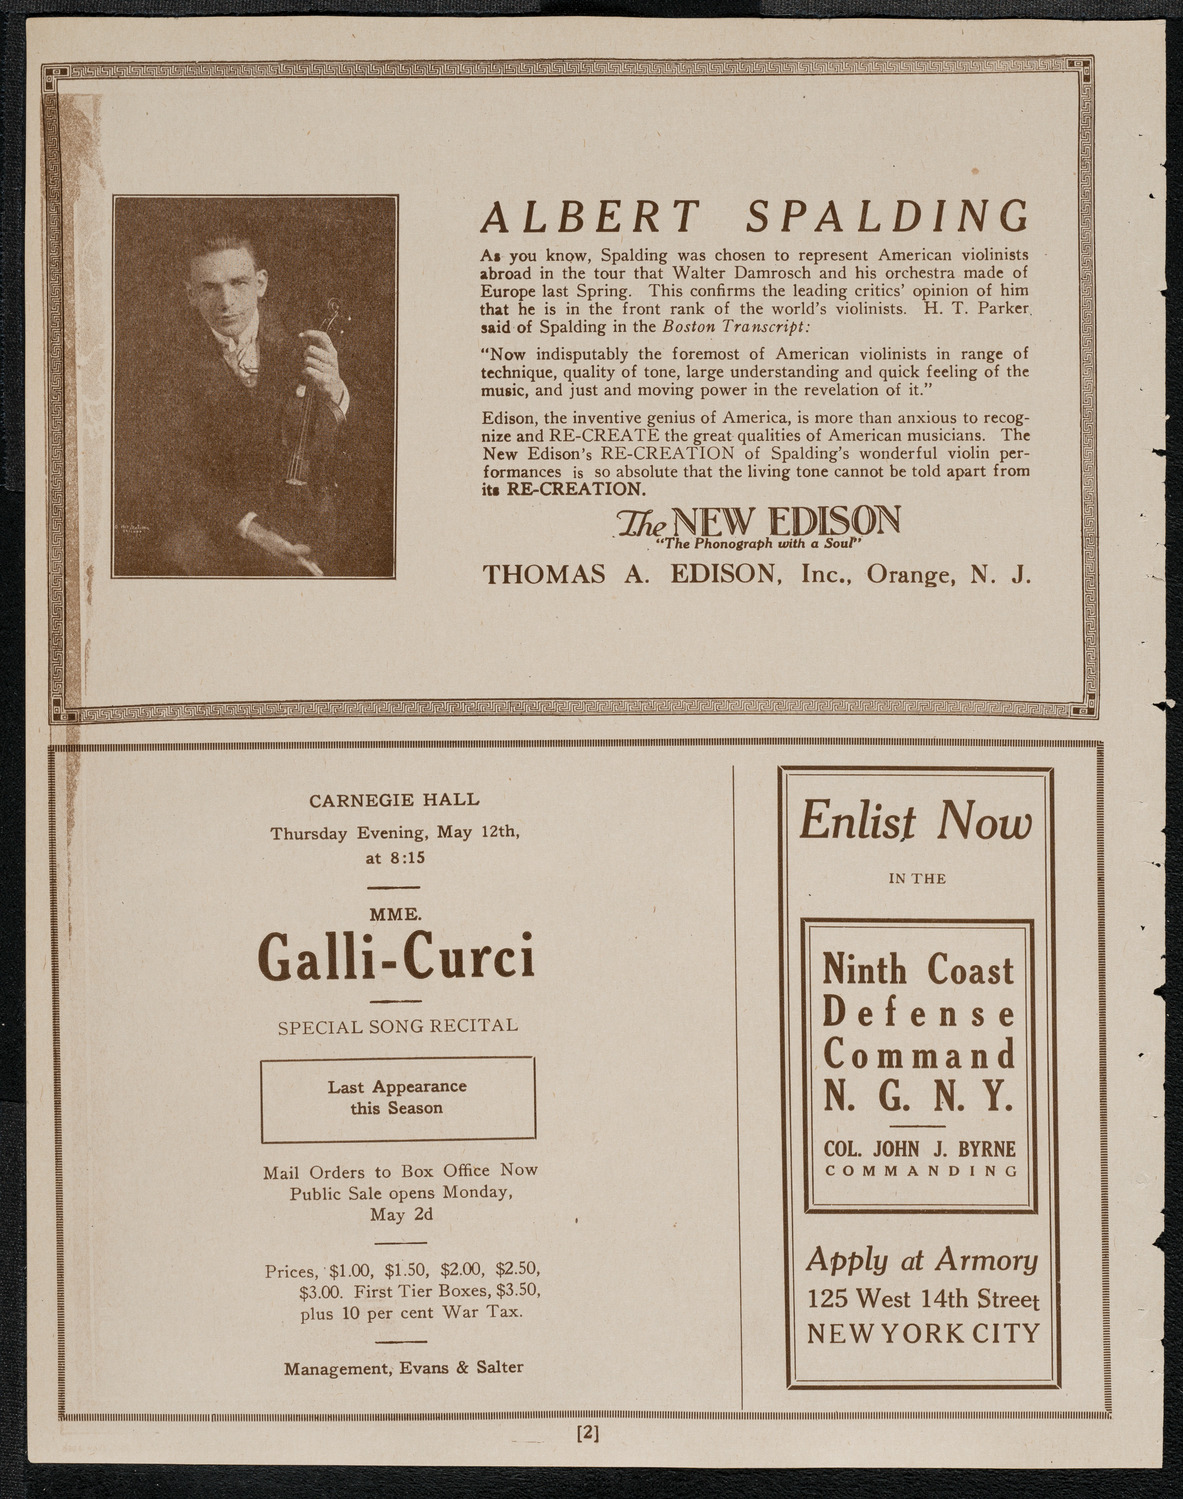 ALBERT SPALDING
As you know, Spalding was chosen to represent American violinists
abroad in the tour that Walter Damrosch and his orchestra made of
Europe last Spring. This confirms the leading critics' opinion of him
that he is in the front rank of the world's violinists. H. T. Parker
said of Spalding in the Boston Transcript:
"Now indisputably the foremost of American violinists in range of
technique, quality of tone, large understanding and quick feeling of the
music, and just and moving power in the revelation of it."
Edison, the inventive genius of America, is more than anxious to recog-
nize and RE-CREATE the great qualities of American musicians. The
New Edison's RE-CREATION of Spalding's wonderful violin per-
formances is so absolute that the living tone cannot be told apart from
its RE-CREATION.
The NEW EDISON
"The Phonograph with a Soul"
THOMAS A. EDISON, Inc., Orange, N. J.
CARNEGIE HALL
Thursday Evening, May 12th,
at 8:15
MME.
Galli-Curci
SPECIAL SONG RECITAL
Last Appearance
this Season
Mail Orders to Box Office Now
Public Sale opens Monday,
May 2d
Prices, $1.00, $1.50, $2.00, $2.50,
$3.00. First Tier Boxes, $3.50,
plus 10 per cent War Tax.
Management, Evans & Salter
Enlist Now
IN THE
Ninth Coast
Defense
Command
N. G. N. Y.
COL. JOHN J. BYRNE
COMMANDING
Apply at Armory
125 West 14th Street
NEW YORK CITY
[2]